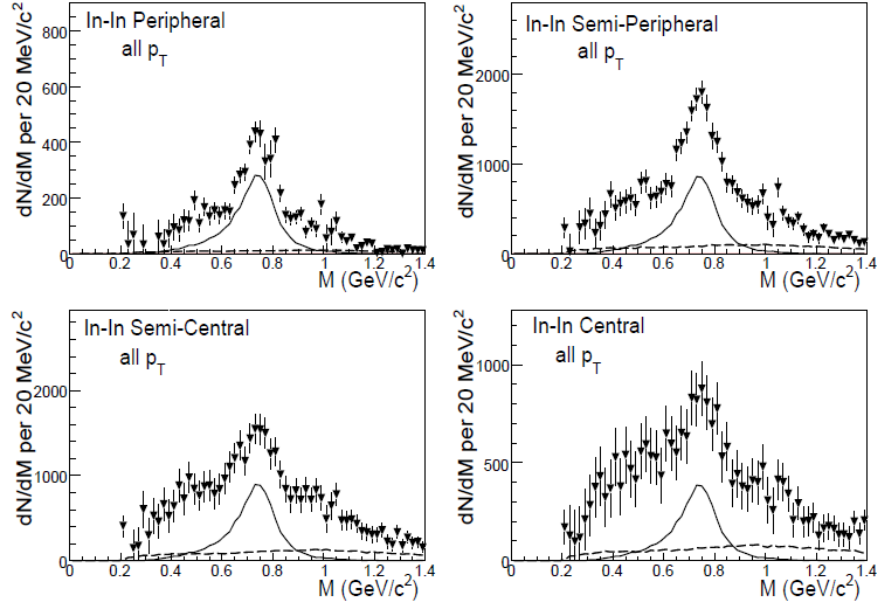 In-In Peripheral
all p_T
dN/dM per 20 MeV/c²
800
600
400
200
0
0 0.2 0.4 0.6 0.8 1 1.2 1.4
M (GeV/c²)
In-In Semi-Peripheral
all p_T
dN/dM per 20 MeV/c²
2000
1000
0
0 0.2 0.4 0.6 0.8 1 1.2 1.4
M (GeV/c²)
In-In Semi-Central
all p_T
dN/dM per 20 MeV/c²
2000
1000
0
0 0.2 0.4 0.6 0.8 1 1.2 1.4
M (GeV/c²)
In-In Central
all p_T
dN/dM per 20 MeV/c²
1000
500
0
0 0.2 0.4 0.6 0.8 1 1.2 1.4
M (GeV/c²)